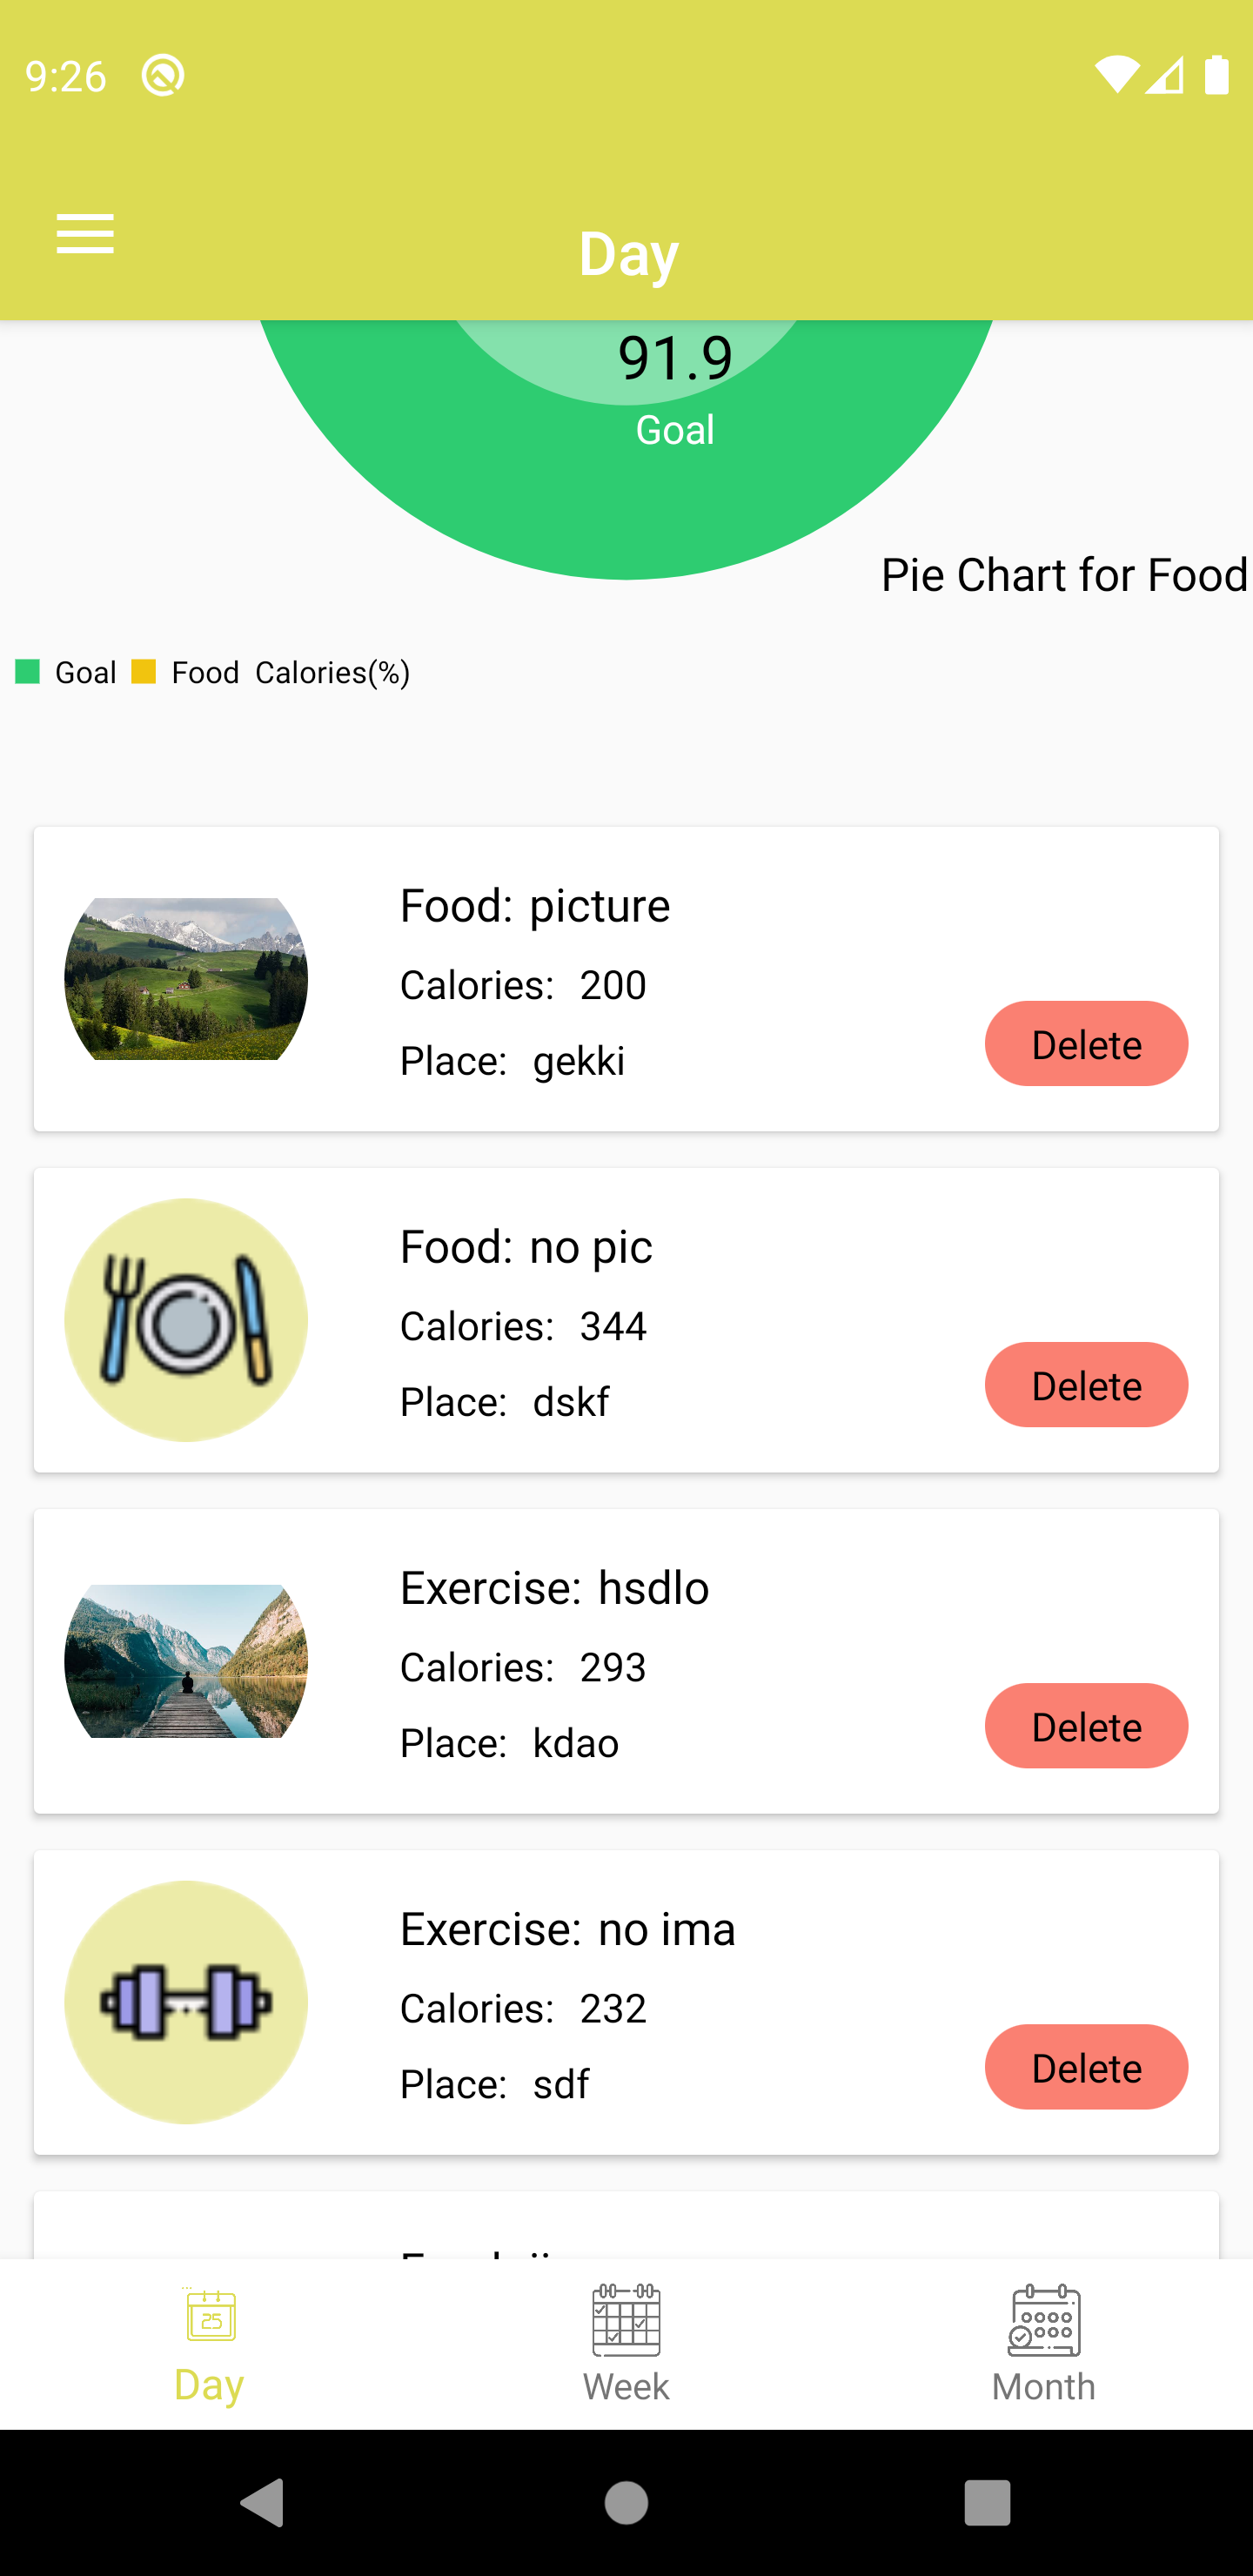 9:26
Day
91.9
Goal
Pie Chart for Food
Goal Food Calories(%)
Food: picture
Calories: 200
Place: gekki
Delete
Food: no pic
Calories: 344
Place: dskf
Delete
Exercise: hsdlo
Calories: 293
Place: kdao
Delete
Exercise: no ima
Calories: 232
Place: sdf
Delete
25
Day
Week
Month